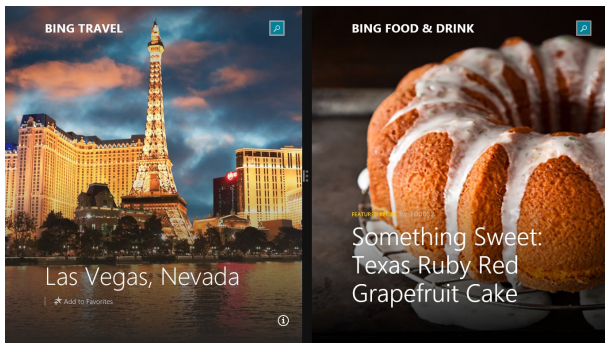 BING TRAVEL
Las Vegas, Nevada
Add to Favorites
BING FOOD & DRINK
Something Sweet:
Texas Ruby Red
Grapefruit Cake